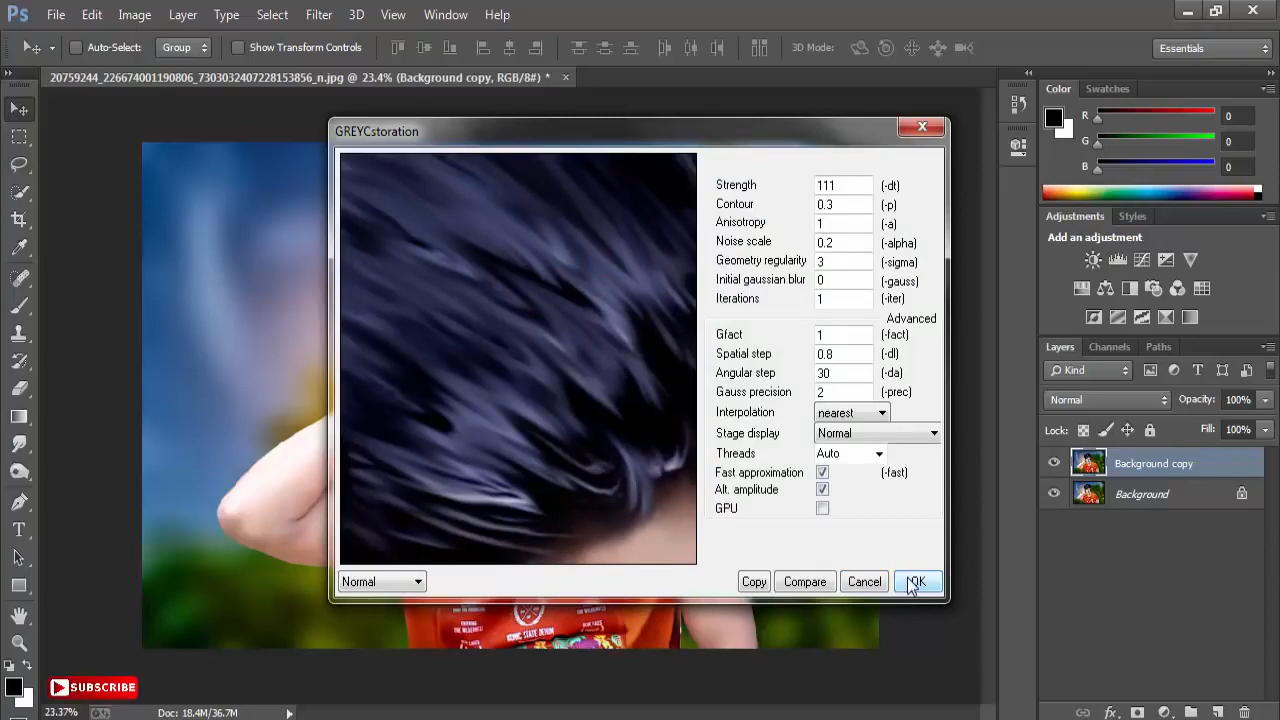 Ps File Edit Image Layer Type Select Filter 3D View Window Help
Auto-Select: Group Show Transform Controls 3D Mode: Essentials
20759244_226674001190806_7303032407228153856_n.jpg @ 23.4% (Background copy, RGB/8#) * ×
Color Swatches
R 0
G 0
B 0
Adjustments Styles
Add an adjustment
Layers Channels Paths
Kind
Normal Opacity: 100%
Lock: Fill: 100%
Background copy
Background
GREYCstoration
Strength 111 (-dt)
Contour 0.3 (-p)
Anisotropy 1 (-a)
Noise scale 0.2 (-alpha)
Geometry regularity 3 (-sigma)
Initial gaussian blur 0 (-gauss)
Iterations 1 (-iter)
Advanced
Gfact 1 (-fact)
Spatial step 0.8 (-dl)
Angular step 30 (-da)
Gauss precision 2 (-prec)
Interpolation nearest
Stage display Normal
Threads Auto
Fast approximation (-fast)
Alt. amplitude
GPU
Normal Copy Compare Cancel OK
ICONIC STATE DENIM
SUBSCRIBE
23.37% Doc: 18.4M/36.7M